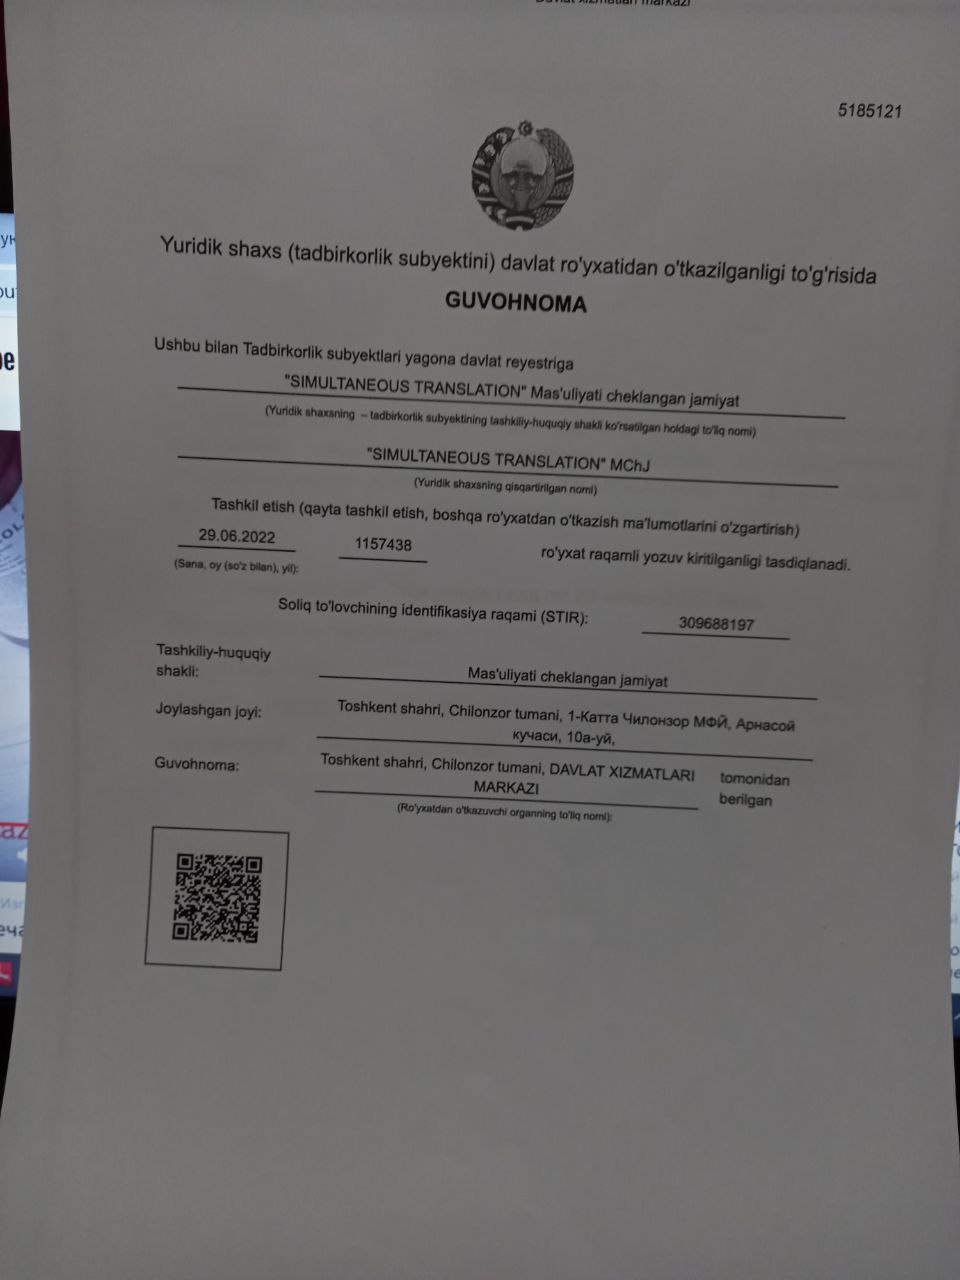 5185121
Yuridik shaxs (tadbirkorlik subyektini) davlat ro'yxatidan o'tkazilganligi to'g'risida
GUVOHNOMA
Ushbu bilan Tadbirkorlik subyektlari yagona davlat reyestriga
"SIMULTANEOUS TRANSLATION" Mas'uliyati cheklangan jamiyat
(Yuridik shaxsning – tadbirkorlik subyektining tashkiliy-huquqiy shakli ko'rsatilgan holdagi to'liq nomi)
"SIMULTANEOUS TRANSLATION" MChJ
(Yuridik shaxsning qisqartirilgan nomi)
Tashkil etish (qayta tashkil etish, boshqa ro'yxatdan o'tkazish ma'lumotlarini o'zgartirish)
29.06.2022 1157438 ro'yxat raqamli yozuv kiritilganligi tasdiqlanadi.
(Sana, oy (so'z bilan), yil):
Soliq to'lovchining identifikasiya raqami (STIR): 309688197
Tashkiliy-huquqiy
shakli: Mas'uliyati cheklangan jamiyat
Joylashgan joyi: Toshkent shahri, Chilonzor tumani, 1-Катта Чилонзор МФЙ, Арнасой
кучаси, 10а-уй,
Guvohnoma: Toshkent shahri, Chilonzor tumani, DAVLAT XIZMATLARI tomonidan
MARKAZI berilgan
(Ro'yxatdan o'tkazuvchi organning to'liq nomi):